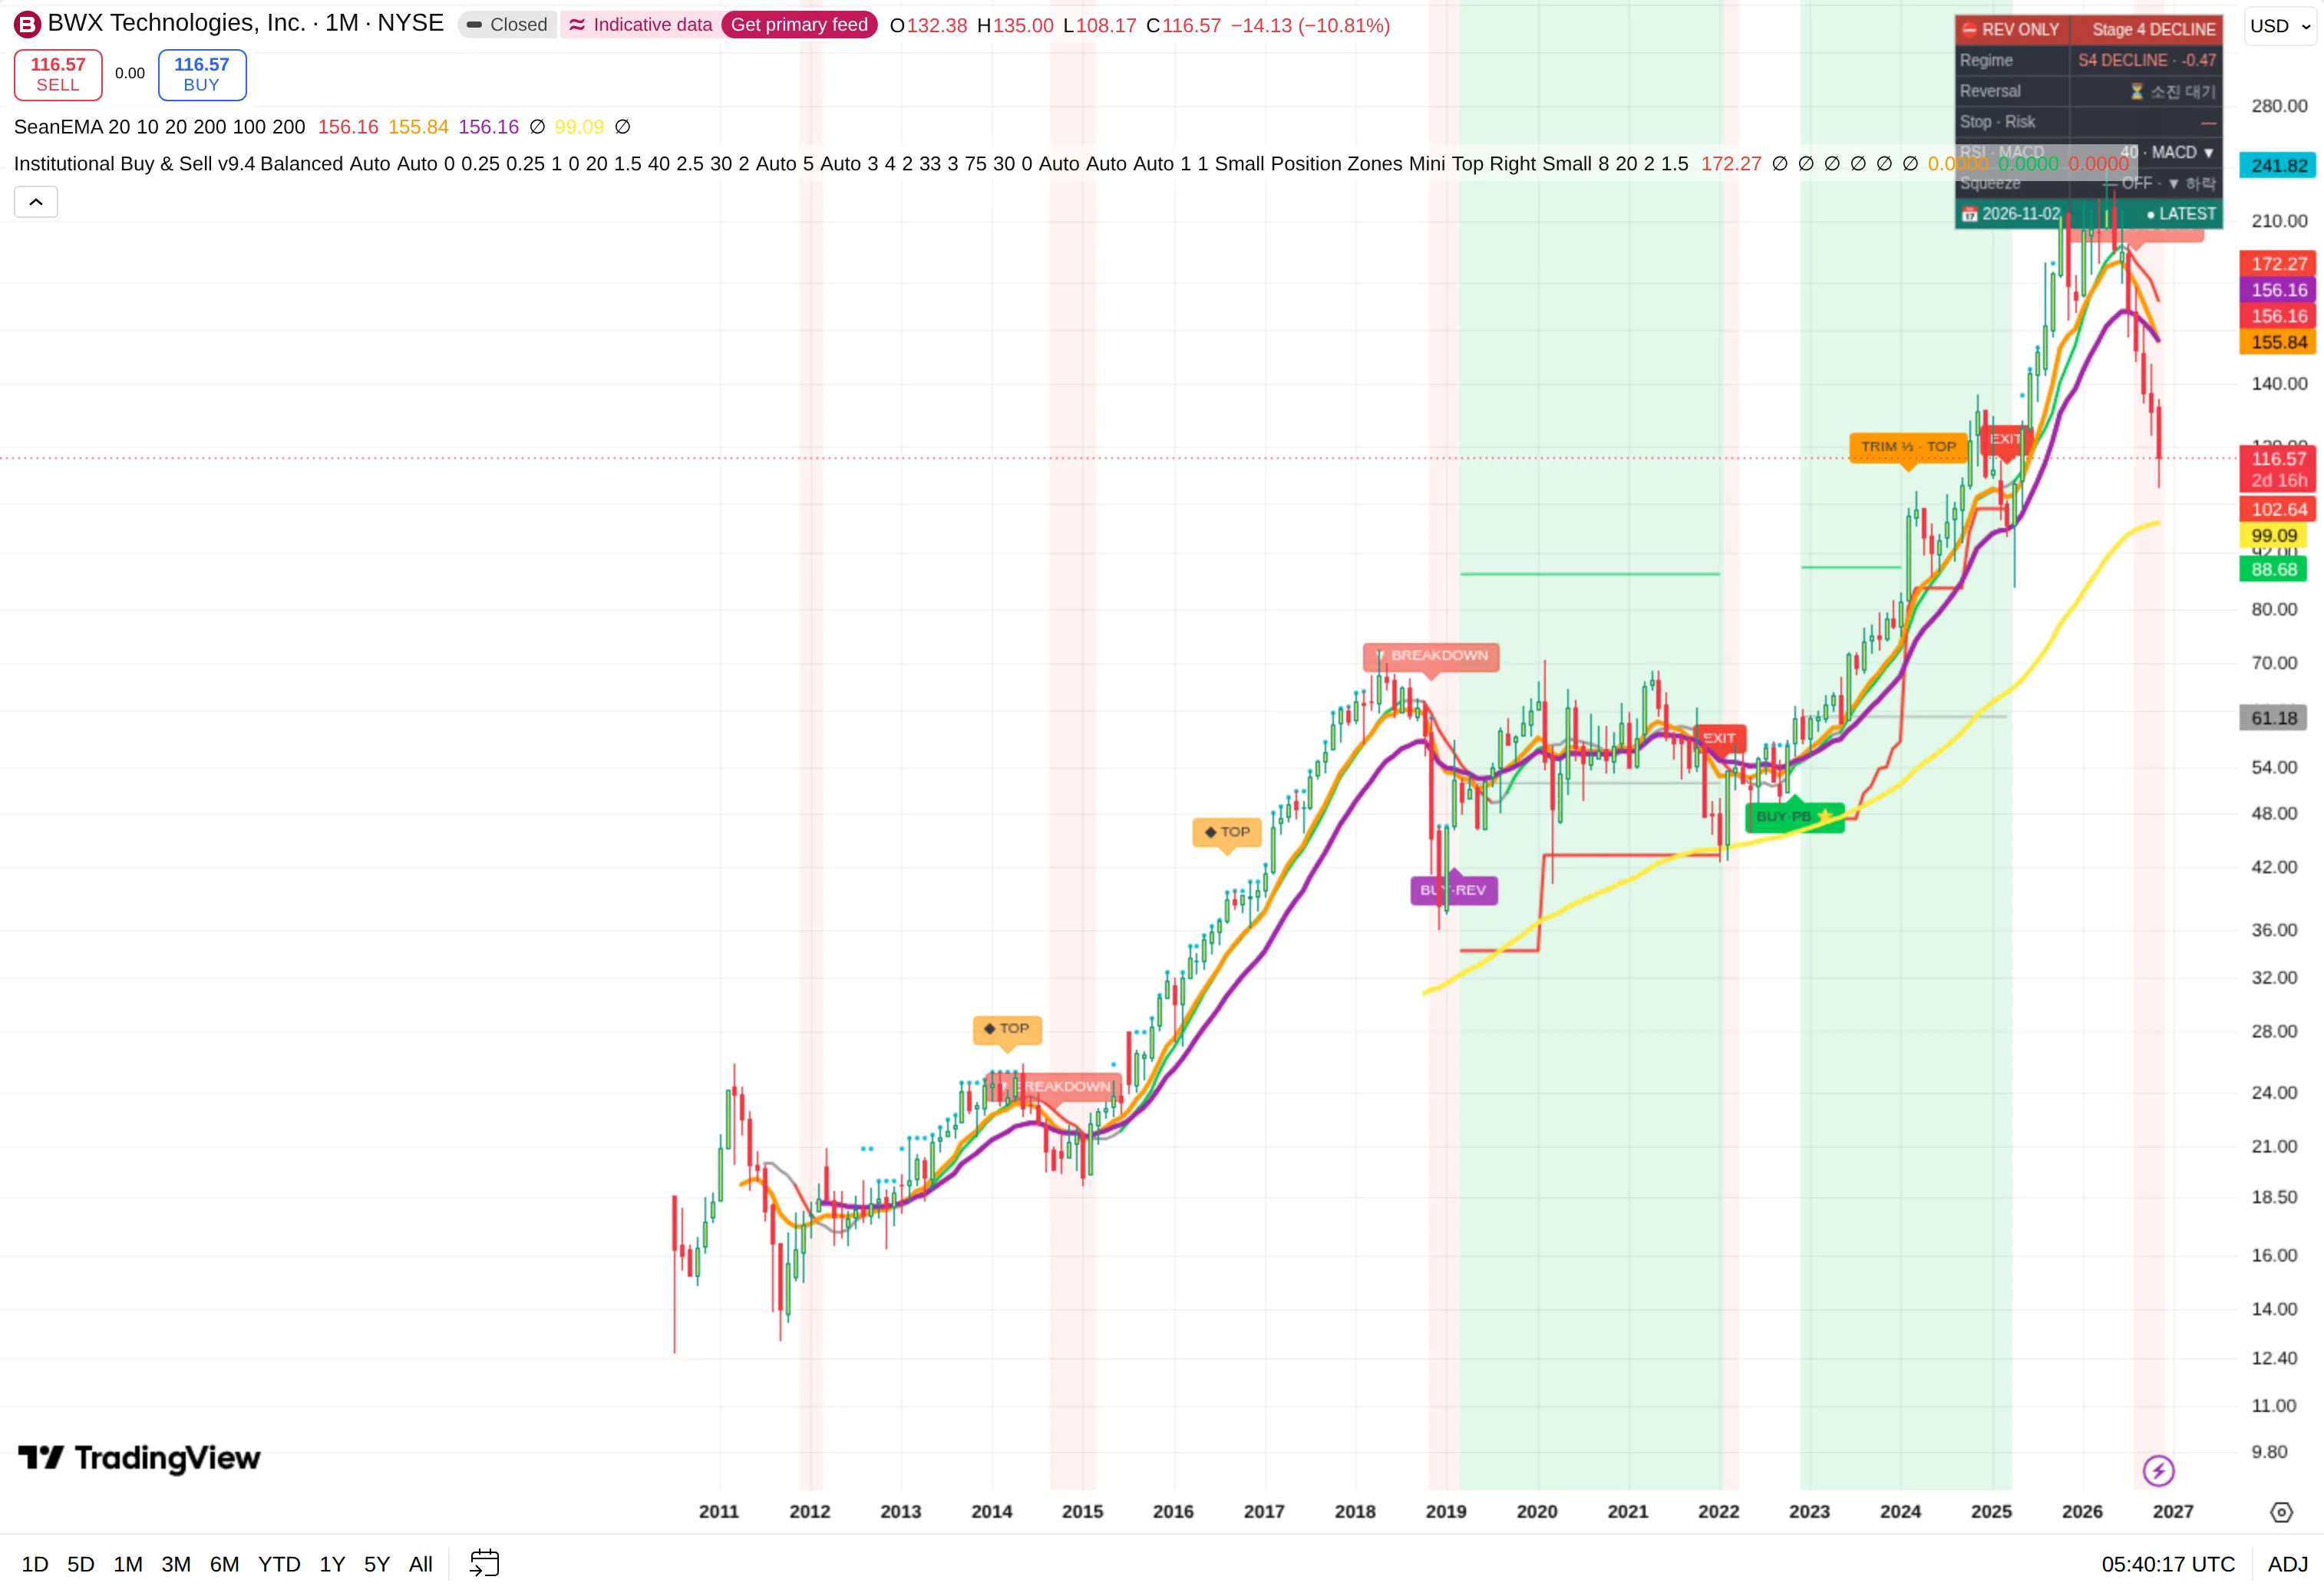 BWX Technologies, Inc. · 1M · NYSE Closed Indicative data Get primary feed O132.38 H135.00 L108.17 C116.57 −14.13 (−10.81%)
USD
116.57 SELL 0.00 116.57 BUY
SeanEMA 20 10 20 200 100 200 156.16 155.84 156.16 ∅ 99.09 ∅
Institutional Buy & Sell v9.4 Balanced Auto Auto 0 0.25 0.25 1 0 20 1.5 40 2.5 30 2 Auto 5 Auto 3 4 2 33 3 75 30 0 Auto Auto Auto 1 1 Small Position Zones Mini Top Right Small 8 20 2 1.5 172.27 ∅ ∅ ∅ ∅ ∅ ∅ 0.0000 0.0000 0.0000
⛔ REV ONLY Stage 4 DECLINE
Regime S4 DECLINE · -0.47
Reversal ⏳ 소진 대기
Stop · Risk —
RSI · MACD 40 · MACD ▼
Squeeze — OFF · ▼ 하락
📅 2026-11-02 ● LATEST
280.00
241.82
210.00
172.27
156.16
156.16
155.84
140.00
116.57
2d 16h
102.64
99.09
92.00
88.68
80.00
70.00
61.18
54.00
48.00
42.00
36.00
32.00
28.00
24.00
21.00
18.50
16.00
14.00
12.40
11.00
9.80
TRIM ⅓ · TOP
EXIT
▼ BREAKDOWN
EXIT
◆ TOP
BUY·PB ⭐
BUY·REV
◆ TOP
BREAKDOWN
TradingView
2011 2012 2013 2014 2015 2016 2017 2018 2019 2020 2021 2022 2023 2024 2025 2026 2027
1D 5D 1M 3M 6M YTD 1Y 5Y All
05:40:17 UTC ADJ